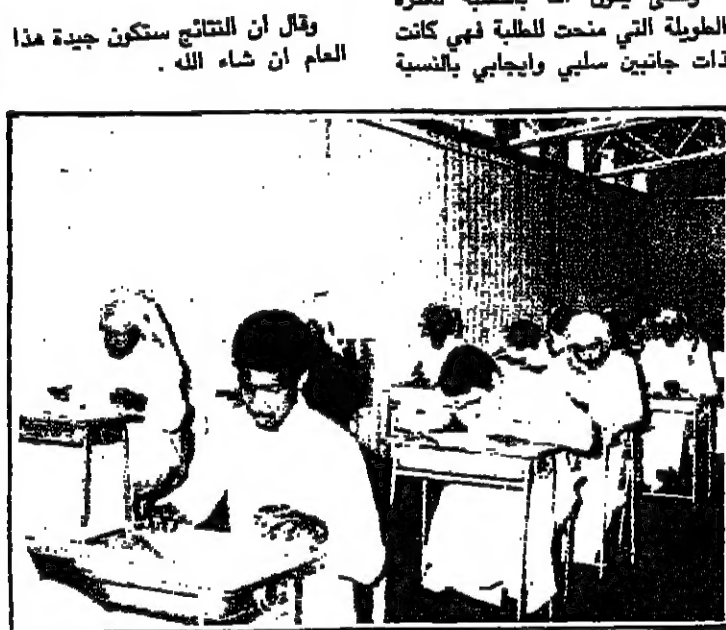 الطويلة التي منحت للطلبة فهي كانت
ذات جانبين سلبي وايجابي بالنسبة
وقال ان النتائج ستكون جيدة هذا
العام ان شاء الله .